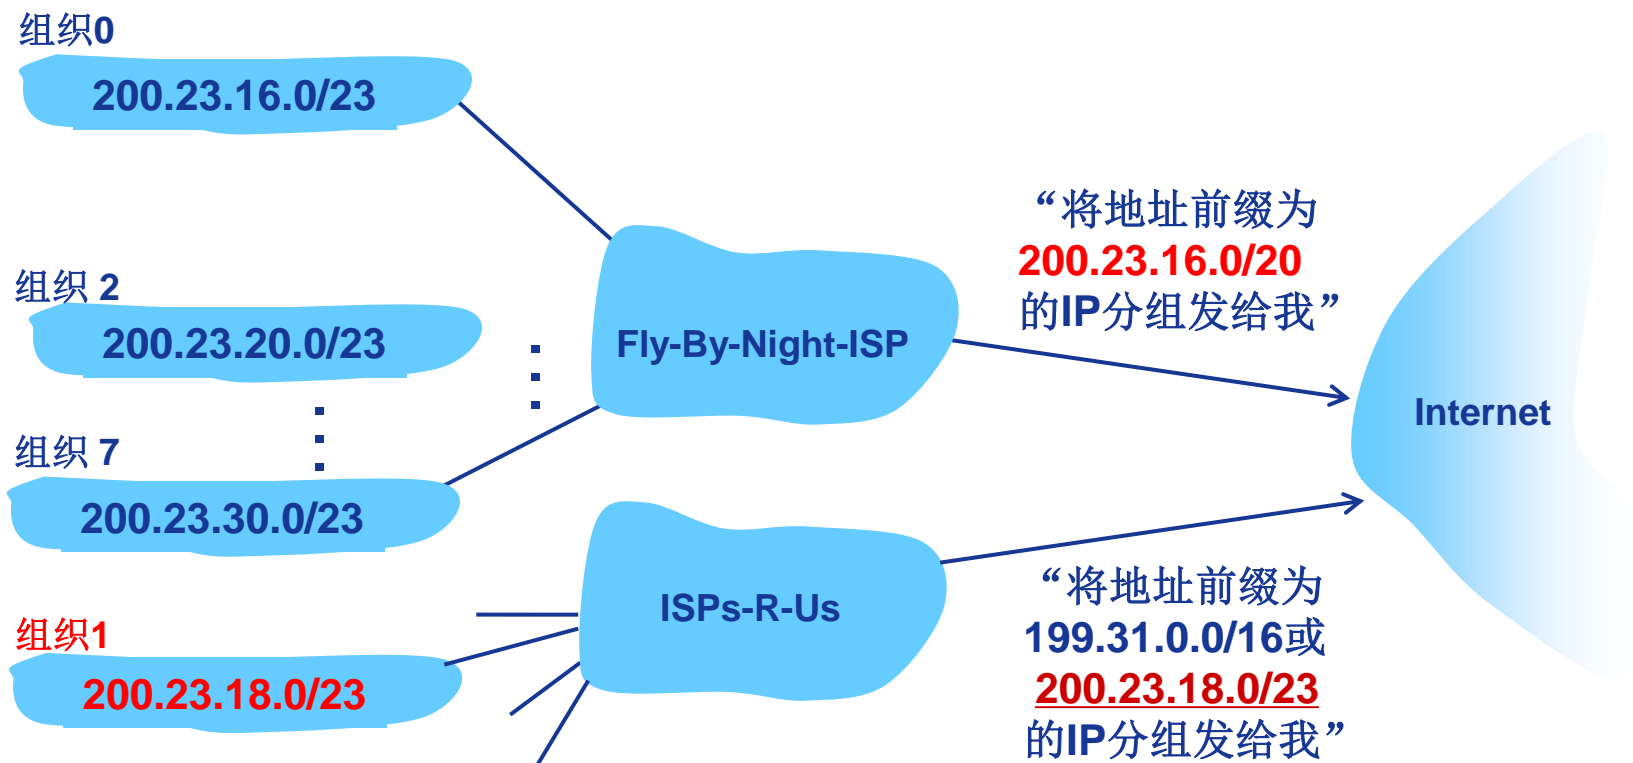 组织0
200.23.16.0/23
组织 2
200.23.20.0/23
组织 7
200.23.30.0/23
组织1
200.23.18.0/23
Fly-By-Night-ISP
ISPs-R-Us
“将地址前缀为
200.23.16.0/20
的IP分组发给我”
Internet
“将地址前缀为
199.31.0.0/16或
200.23.18.0/23
的IP分组发给我”